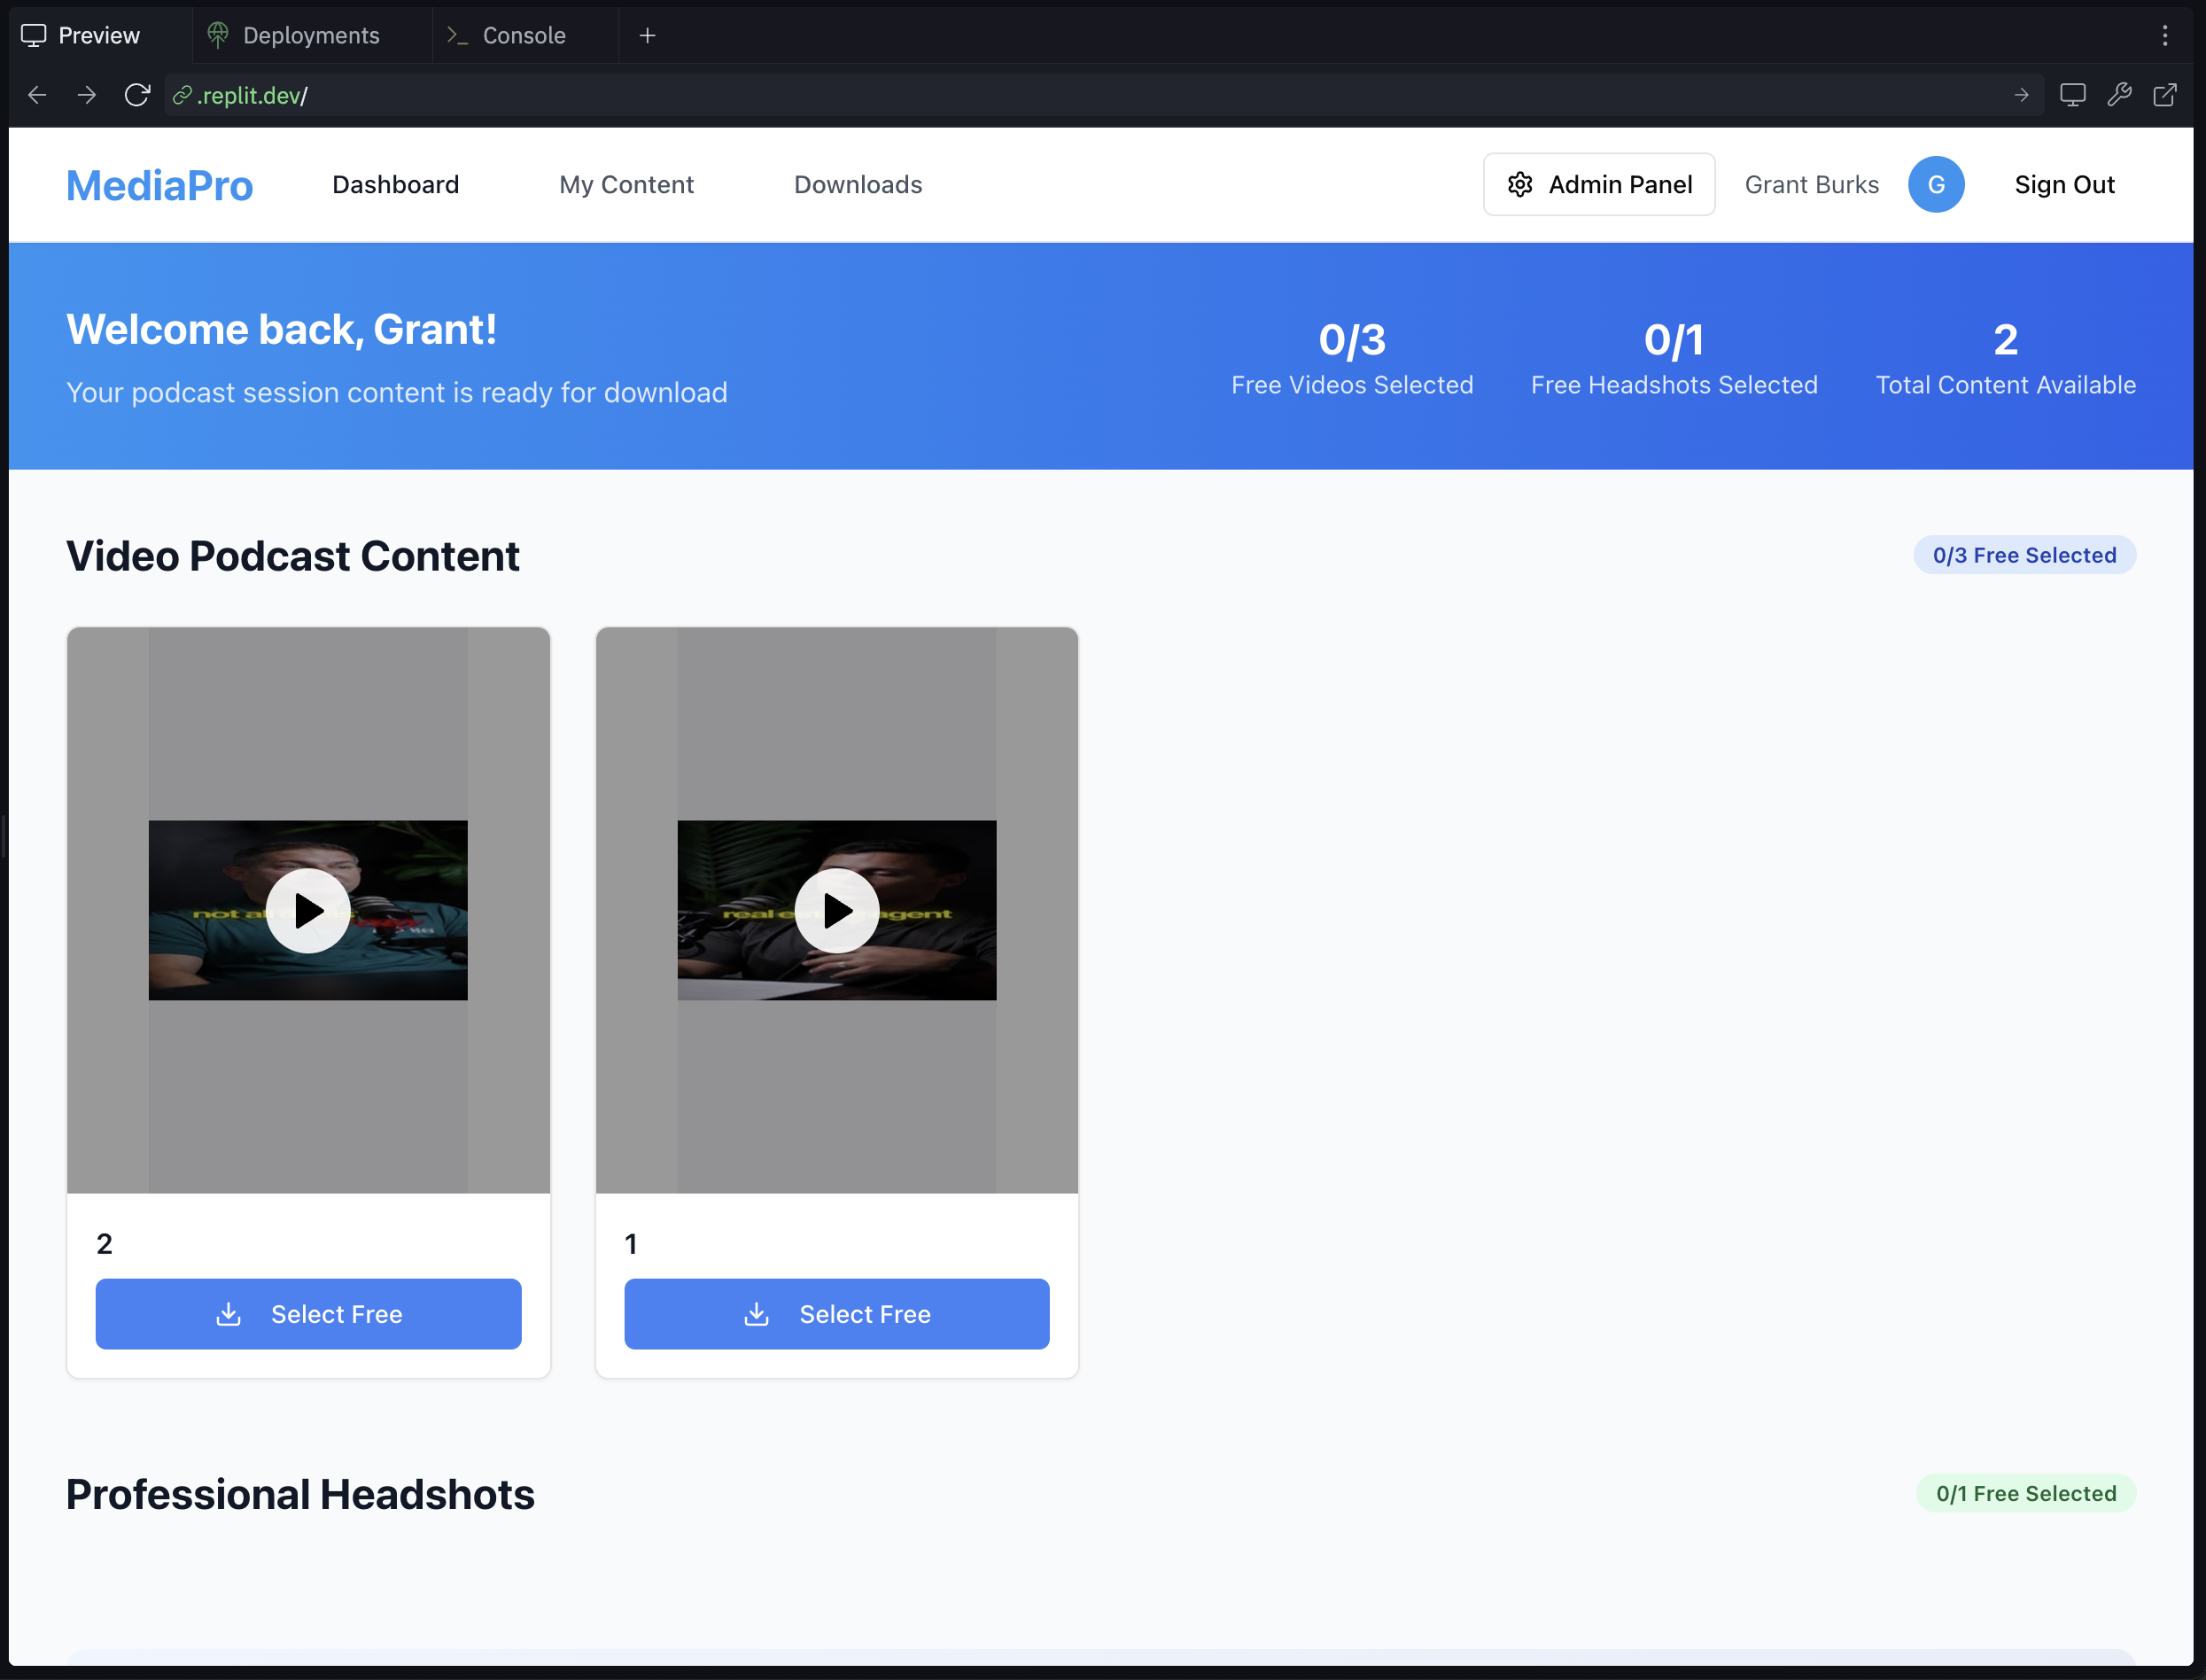 Preview Deployments Console
.replit.dev/
MediaPro Dashboard My Content Downloads Admin Panel Grant Burks G Sign Out
Welcome back, Grant!
Your podcast session content is ready for download
0/3 0/1 2
Free Videos Selected Free Headshots Selected Total Content Available
Video Podcast Content 0/3 Free Selected
not al
real es agent
2 1
Select Free Select Free
Professional Headshots 0/1 Free Selected